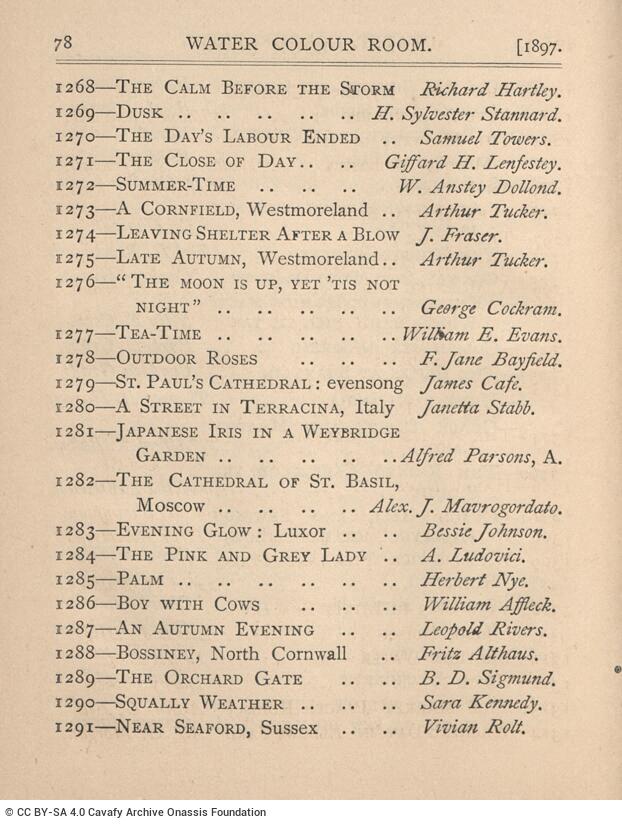 78 WATER COLOUR ROOM. [1897.
1268—THE CALM BEFORE THE STORM Richard Hartley.
1269—DUSK .. .. .. .. .. H. Sylvester Stannard.
1270—THE DAY'S LABOUR ENDED .. Samuel Towers.
1271—THE CLOSE OF DAY.. .. Giffard H. Lenfestey.
1272—SUMMER-TIME .. .. .. W. Anstey Dollond.
1273—A CORNFIELD, Westmoreland .. Arthur Tucker.
1274—LEAVING SHELTER AFTER A BLOW J. Fraser.
1275—LATE AUTUMN, Westmoreland.. Arthur Tucker.
1276—“ THE MOON IS UP, YET 'TIS NOT
NIGHT” .. .. .. .. .. George Cockram.
1277—TEA-TIME .. .. .. .. .. William E. Evans.
1278—OUTDOOR ROSES .. .. .. F. Jane Bayfield.
1279—ST. PAUL'S CATHEDRAL : evensong James Cafe.
1280—A STREET IN TERRACINA, Italy Janetta Stabb.
1281—JAPANESE IRIS IN A WEYBRIDGE
GARDEN .. .. .. .. .. Alfred Parsons, A.
1282—THE CATHEDRAL OF ST. BASIL,
Moscow .. .. .. .. Alex. J. Mavrogordato.
1283—EVENING GLOW : Luxor .. .. Bessie Johnson.
1284—THE PINK AND GREY LADY .. A. Ludovici.
1285—PALM .. .. .. .. .. .. Herbert Nye.
1286—BOY WITH COWS .. .. .. William Affleck.
1287—AN AUTUMN EVENING .. .. Leopold Rivers.
1288—BOSSINEY, North Cornwall .. Fritz Althaus.
1289—THE ORCHARD GATE .. .. B. D. Sigmund.
1290—SQUALLY WEATHER .. .. .. Sara Kennedy.
1291—NEAR SEAFORD, Sussex .. .. Vivian Rolt.
© CC BY-SA 4.0 Cavafy Archive Onassis Foundation